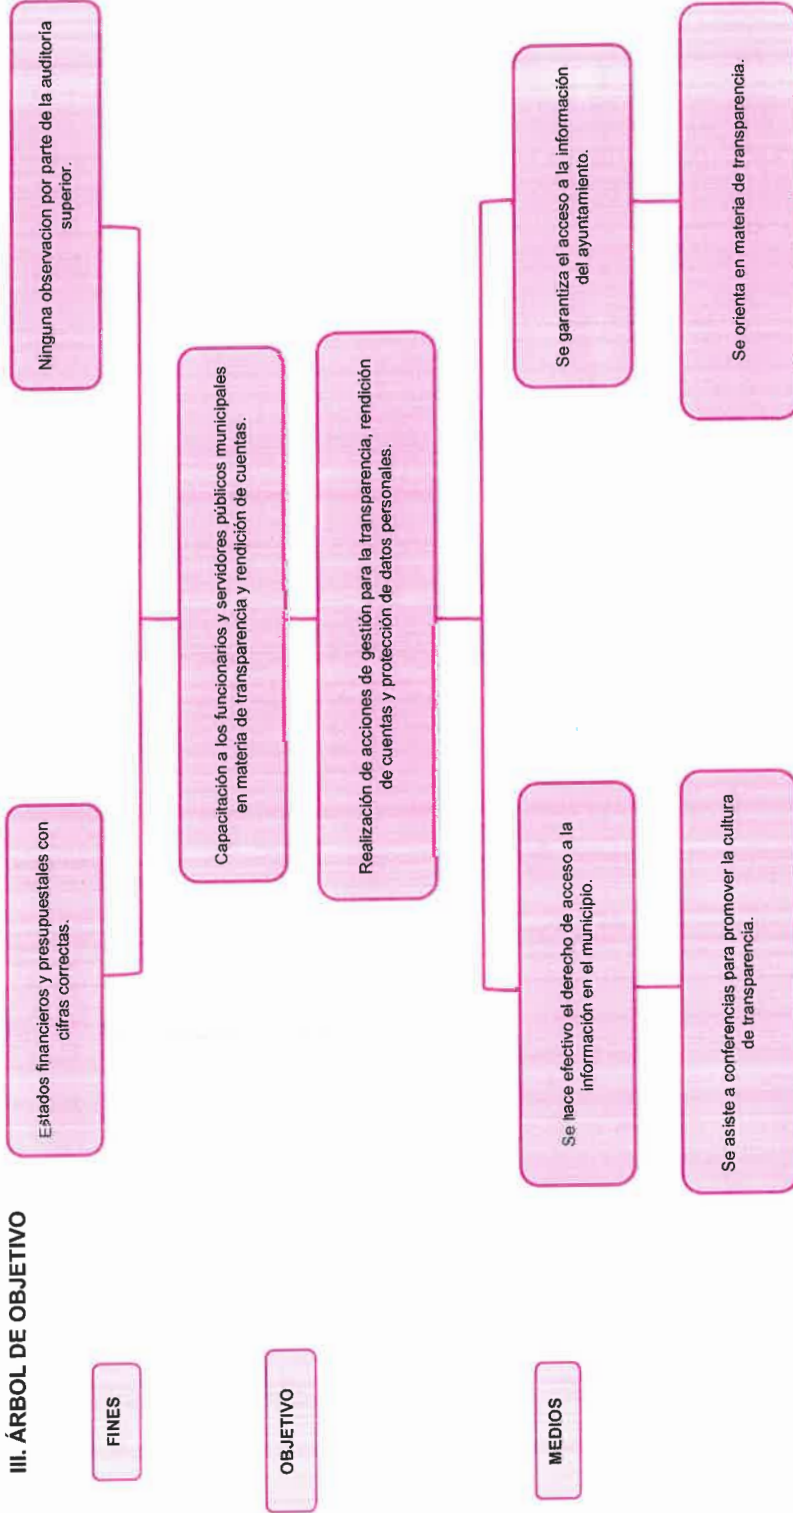 III. ÁRBOL DE OBJETIVO
FINES
Estados financieros y presupuestales con
cifras correctas.
Ninguna observacion por parte de la auditoria
superior.
OBJETIVO
Capacitación a los funcionarios y servidores públicos municipales
en materia de transparencia y rendición de cuentas.
Realización de acciones de gestión para la transparencia, rendición
de cuentas y protección de datos personales.
MEDIOS
Se hace efectivo el derecho de acceso a la
información en el municipio.
Se garantiza el acceso a la información
del ayuntamiento.
Se asiste a conferencias para promover la cultura
de transparencia.
Se orienta en materia de transparencia.